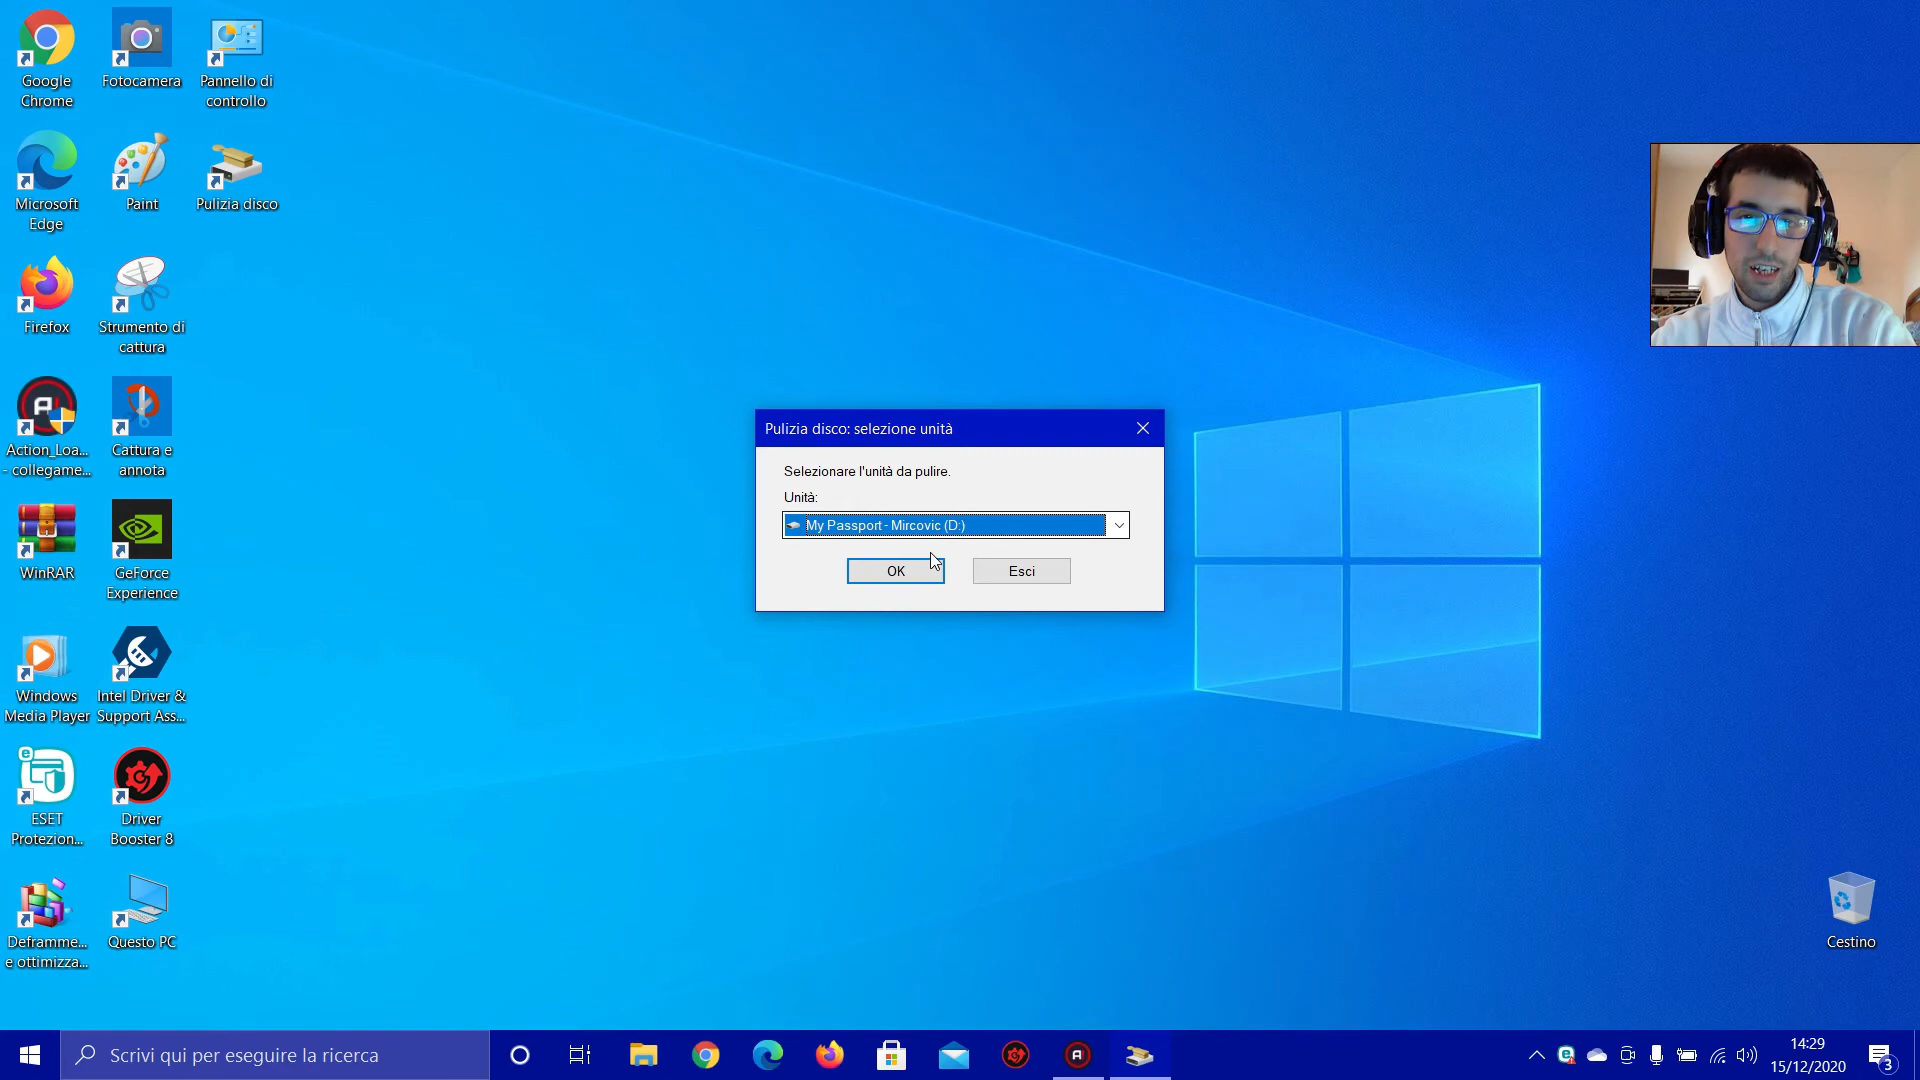 Google
Chrome
Fotocamera
Pannello di
controllo
Microsoft
Edge
Paint
Pulizia disco
Firefox
Strumento di
cattura
Action_Loa...
- collegame...
Cattura e
annota
WinRAR
GeForce
Experience
Windows
Media Player
Intel Driver &
Support Ass...
ESET
Protezion...
Driver
Booster 8
Deframme...
e ottimizza...
Questo PC
Pulizia disco: selezione unità
Selezionare l'unità da pulire.
Unità:
My Passport - Mircovic (D:)
OK
Esci
Cestino
Scrivi qui per eseguire la ricerca
14:29
15/12/2020
3